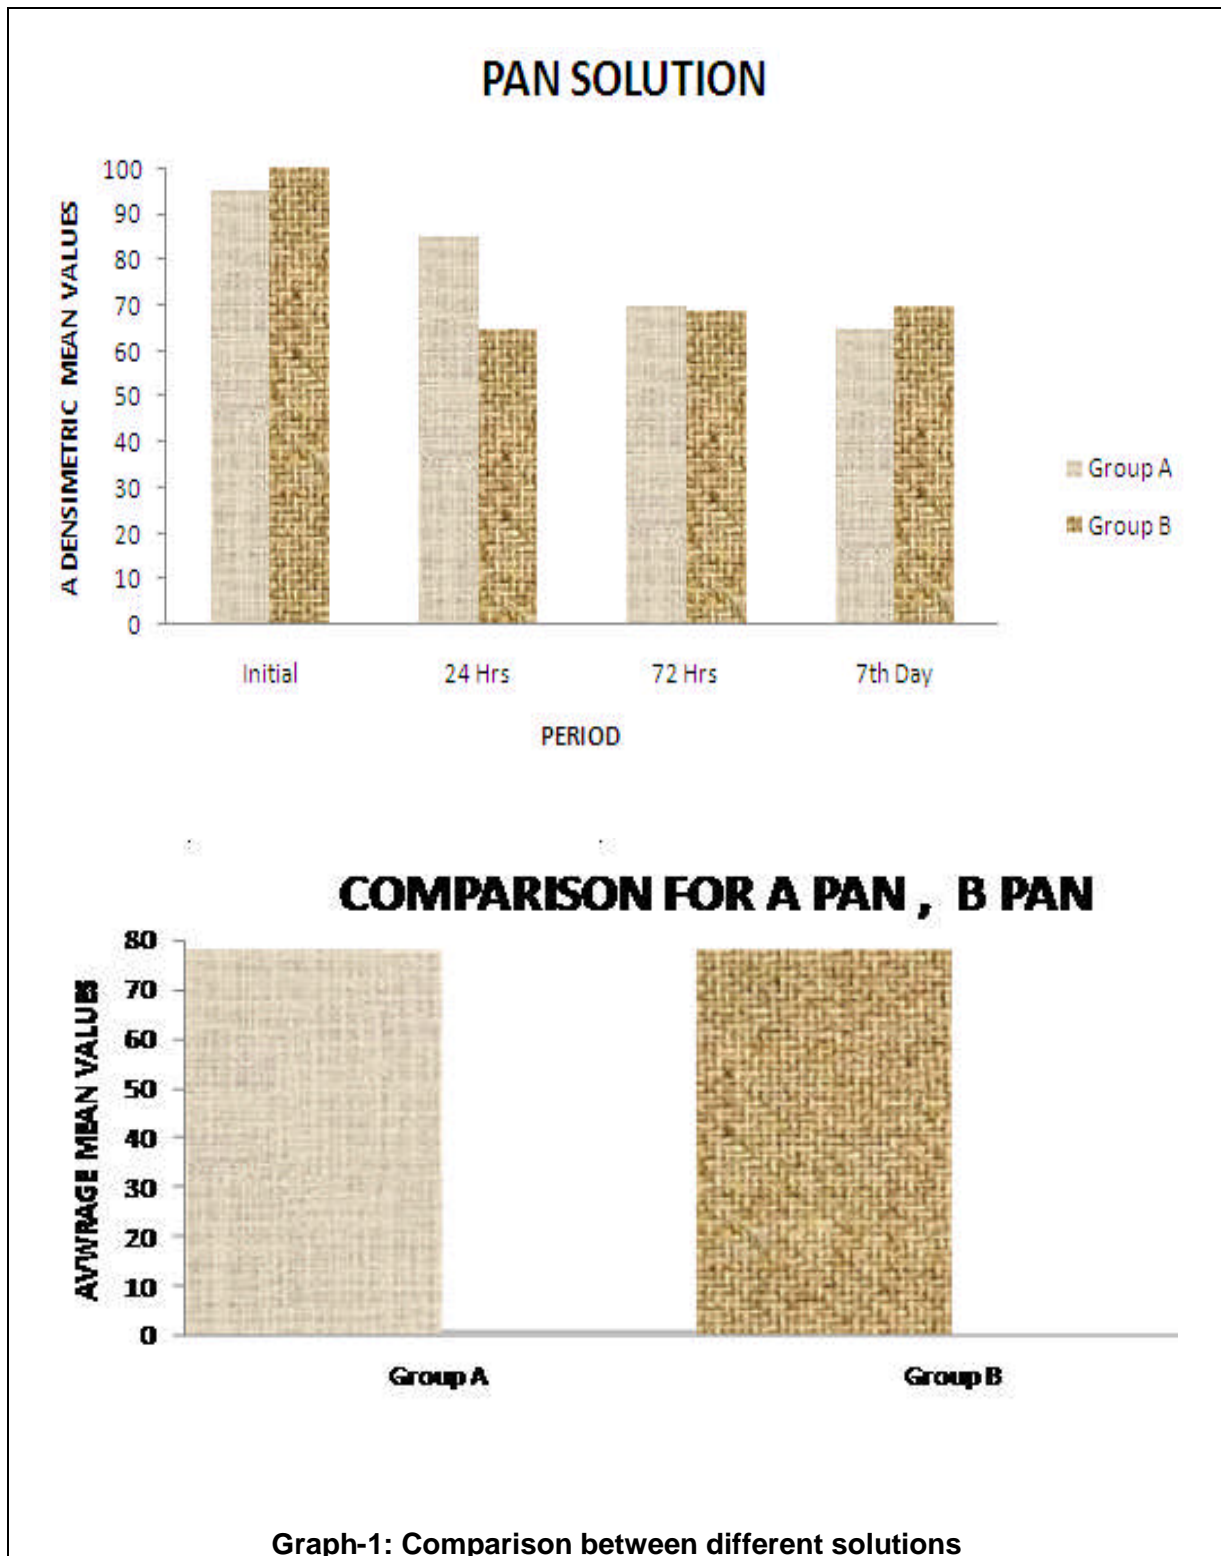 PAN SOLUTION
A DENSIMETRIC MEAN VALUES
100
90
80
70
60
50
40
30
20
10
0
Initial 24 Hrs 72 Hrs 7th Day
PERIOD
Group A
Group B
COMPARISON FOR A PAN , B PAN
AVWRAGE MEAN VALUES
80
70
60
50
40
30
20
10
0
Group A Group B
Graph-1: Comparison between different solutions